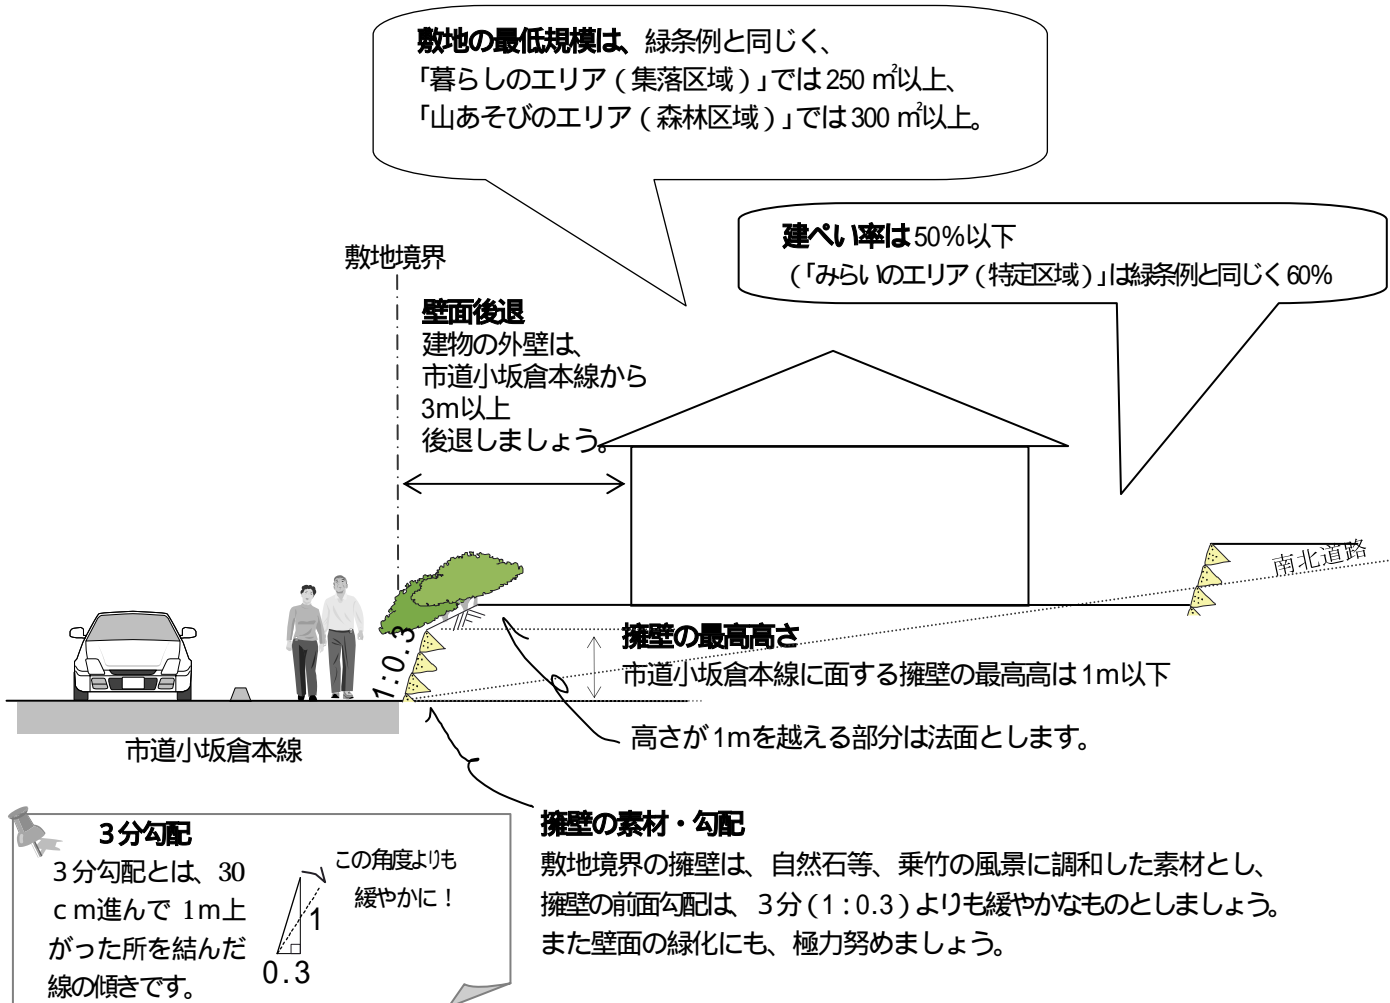 敷地の最低規模は、緑条例と同じく、
「暮らしのエリア(集落区域)」では250㎡以上、
「山あそびのエリア(森林区域)」では300㎡以上。
建ぺい率は50%以下
(「みらいのエリア(特定区域)」は緑条例と同じく60%
敷地境界
壁面後退
建物の外壁は、
市道小坂倉本線から
3m以上
後退しましょう。
南北道路
1:0.3
擁壁の最高高さ
市道小坂倉本線に面する擁壁の最高高は1m以下
高さが1mを越える部分は法面とします。
市道小坂倉本線
擁壁の素材・勾配
敷地境界の擁壁は、自然石等、乗竹の風景に調和した素材とし、
擁壁の前面勾配は、3分(1:0.3)よりも緩やかなものとしましょう。
また壁面の緑化にも、極力努めましょう。
3分勾配
3分勾配とは、30
cm進んで 1m上
がった所を結んだ
線の傾きです。
この角度よりも
緩やかに!
1
0.3